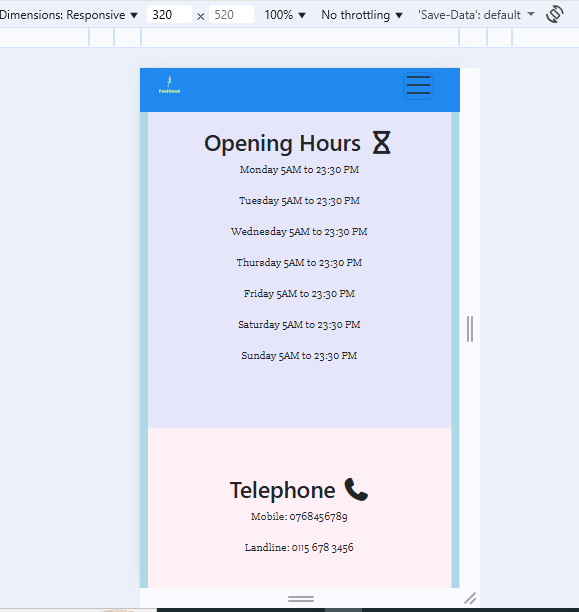 Dimensions: Responsive ▼ 320 × 520 100% ▼ No throttling ▼ 'Save-Data': default ▼
FeelGood
Opening Hours
Monday 5AM to 23:30 PM
Tuesday 5AM to 23:30 PM
Wednesday 5AM to 23:30 PM
Thursday 5AM to 23:30 PM
Friday 5AM to 23:30 PM
Saturday 5AM to 23:30 PM
Sunday 5AM to 23:30 PM
Telephone
Mobile: 0768456789
Landline: 0115 678 3456